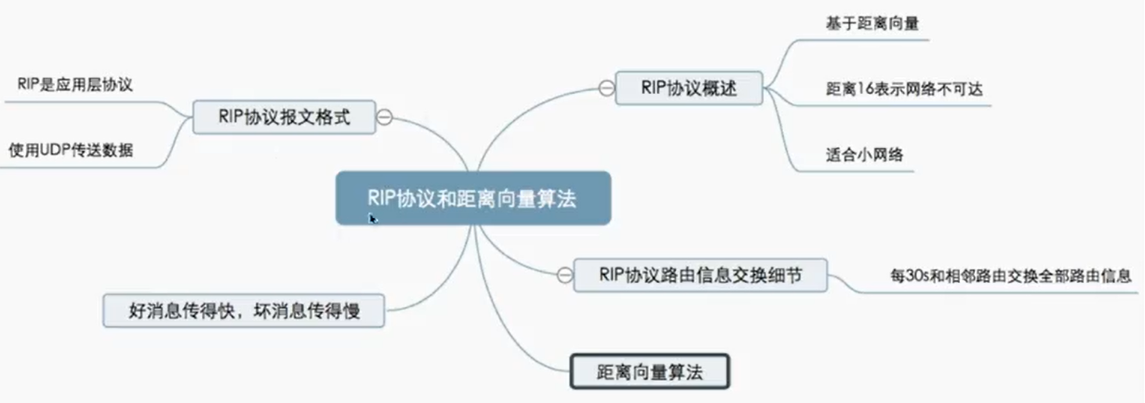 RIP协议和距离向量算法
RIP协议概述
基于距离向量
距离16表示网络不可达
适合小网络
RIP协议路由信息交换细节
每30s和相邻路由交换全部路由信息
距离向量算法
RIP协议报文格式
RIP是应用层协议
使用UDP传送数据
好消息传得快，坏消息传得慢